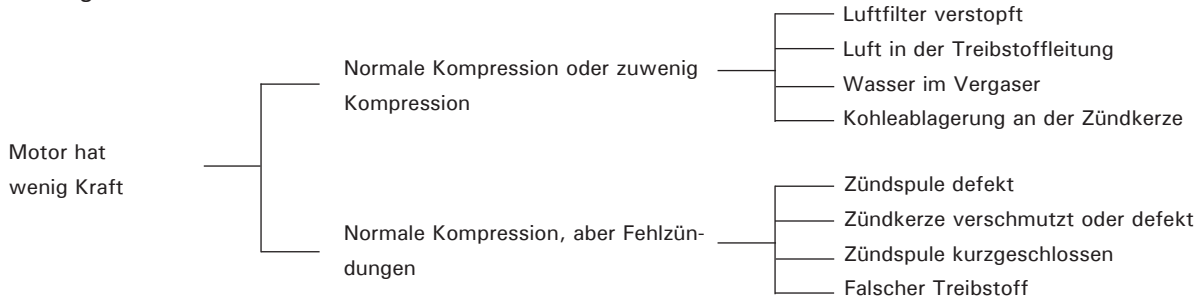 Luftfilter verstopft
Luft in der Treibstoffleitung
Normale Kompression oder zuwenig
Kompression
Wasser im Vergaser
Kohleablagerung an der Zündkerze
Motor hat
wenig Kraft
Zündspule defekt
Zündkerze verschmutzt oder defekt
Normale Kompression, aber Fehlzün-
dungen
Zündspule kurzgeschlossen
Falscher Treibstoff